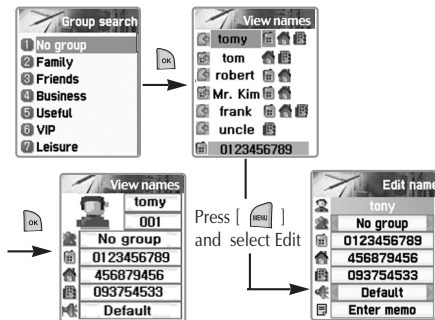 Group search
1 No group
2 Family
3 Friends
4 Business
5 Useful
6 VIP
7 Leisure
OK
View names
tomy
tom
robert
Mr. Kim
frank
uncle
0123456789
OK
View names
tomy
001
No group
0123456789
456879456
093754533
Default
Press [ MENU ]
and select Edit
Edit name
tony
No group
0123456789
456879456
093754533
Default
Enter memo